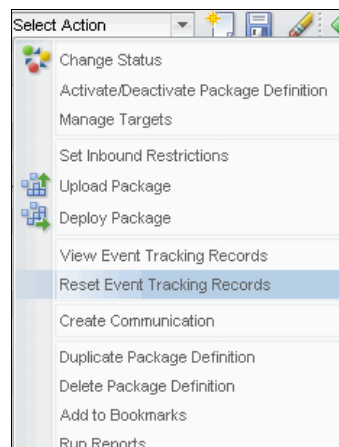 Select Action
Change Status
Activate/Deactivate Package Definition
Manage Targets
Set Inbound Restrictions
Upload Package
Deploy Package
View Event Tracking Records
Reset Event Tracking Records
Create Communication
Duplicate Package Definition
Delete Package Definition
Add to Bookmarks
Run Reports